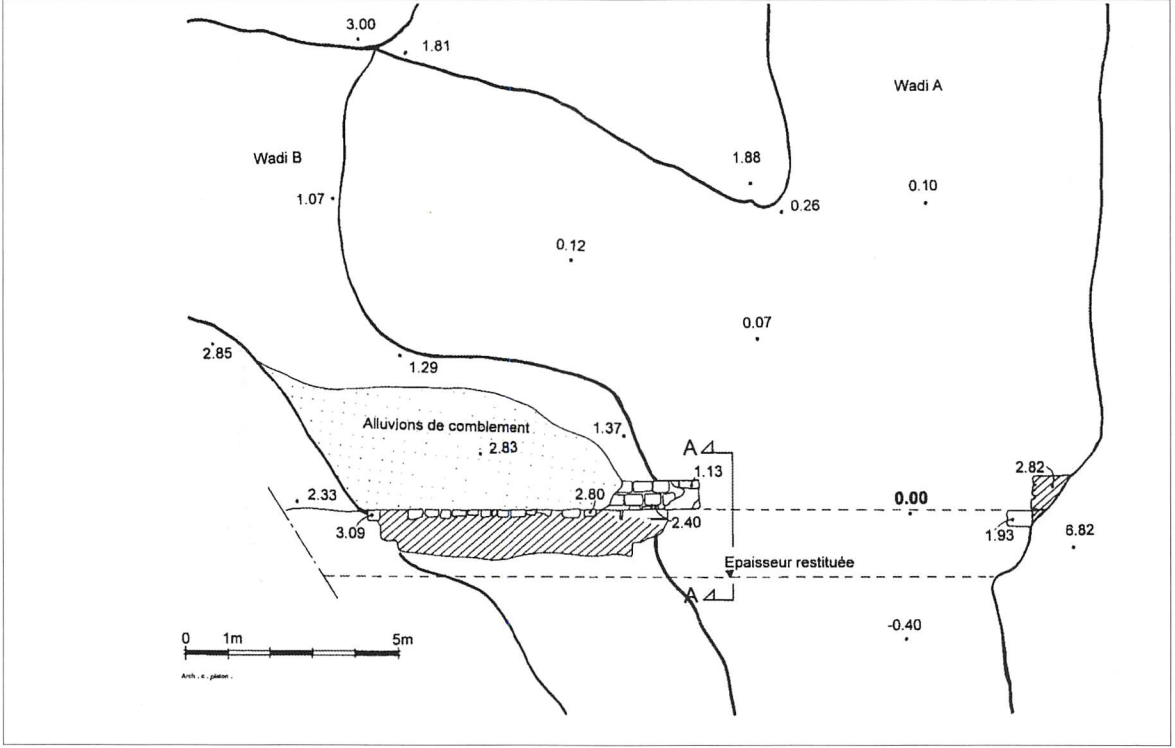 3.00
1.81
Wadi A
Wadi B
1.88
0.10
1.07
0.26
0.12
0.07
2.85
1.29
Alluvions de comblement
1.37
2.83
A
1.13
2.82
2.33
2.80
0.00
3.09
2.40
1.93
6.82
Epaisseur restituée
A
-0.40
0 1m 5m
Arch . c . platon .